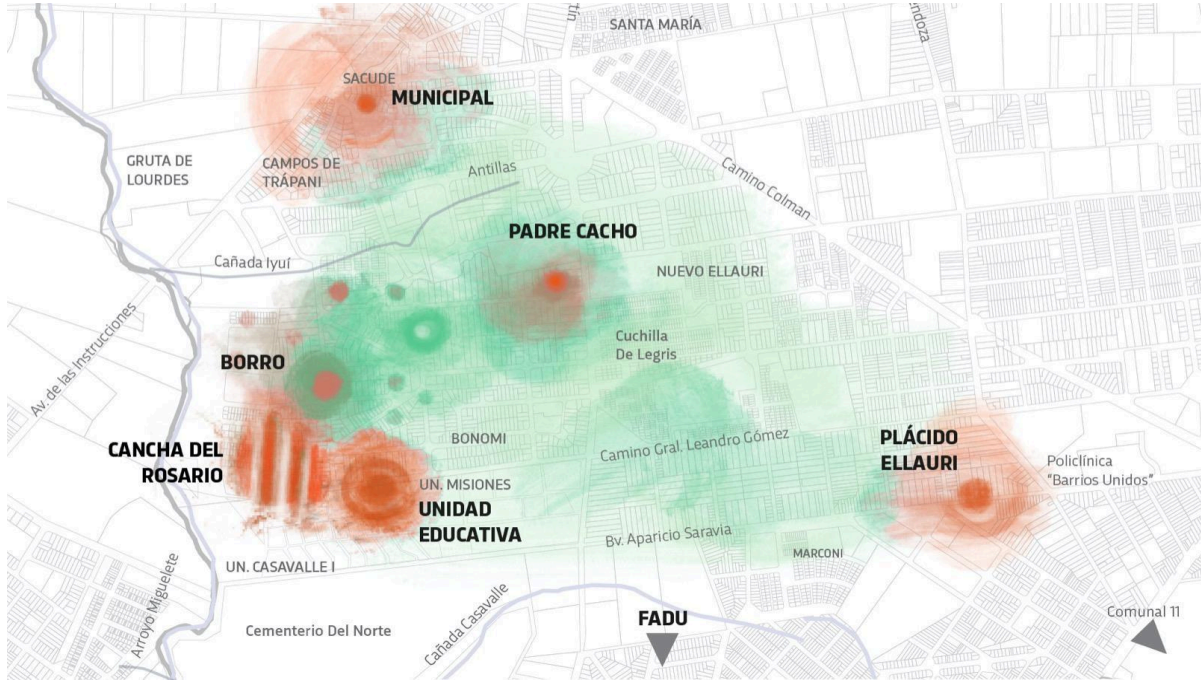 SANTA MARÍA
SACUDE
MUNICIPAL
GRUTA DE
LOURDES
CAMPOS DE
TRÁPANI
Antillas
Camino Colman
PADRE CACHO
Cañada Iyuí
NUEVO ELLAURI
Av. de las Instrucciones
Cuchilla
De Legris
BORRO
CANCHA DEL
ROSARIO
BONOMI
Camino Gral. Leandro Gómez
PLÁCIDO
ELLAURI
Policlínica
"Barrios Unidos"
UN. MISIONES
UNIDAD
EDUCATIVA
Bv. Aparicio Saravia
MARCONI
UN. CASAVALLE I
Arroyo Miguelete
Cementerio Del Norte
Cañada Casavalle
FADU
Comunal 11